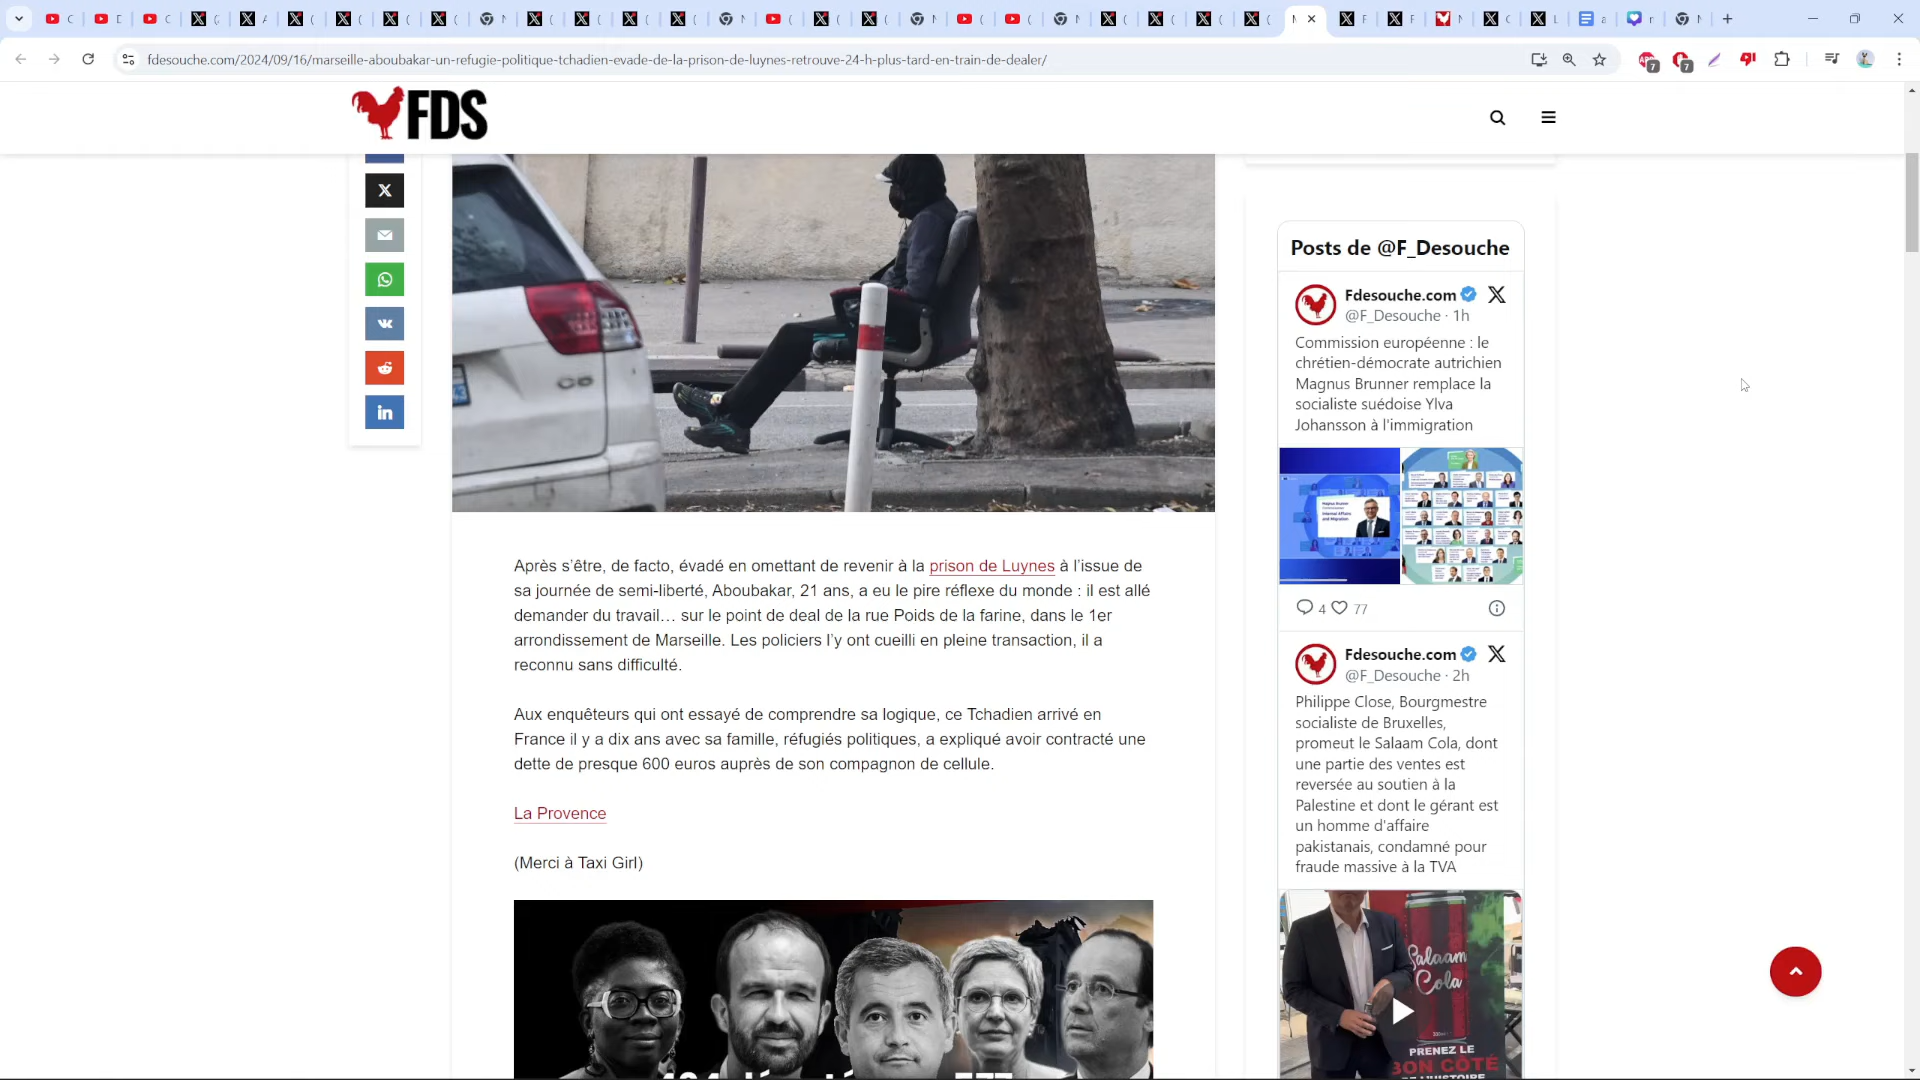 fdesouche.com/2024/09/16/marseille-aboubakar-un-refugie-politique-tchadien-evade-de-la-prison-de-luynes-retrouve-24-h-plus-tard-en-train-de-dealer/
7
7
FDS
Après s’être, de facto, évadé en omettant de revenir à la prison de Luynes à l’issue de
sa journée de semi-liberté, Aboubakar, 21 ans, a eu le pire réflexe du monde : il est allé
demander du travail… sur le point de deal de la rue Poids de la farine, dans le 1er
arrondissement de Marseille. Les policiers l’y ont cueilli en pleine transaction, il a
reconnu sans difficulté.
Aux enquêteurs qui ont essayé de comprendre sa logique, ce Tchadien arrivé en
France il y a dix ans avec sa famille, réfugiés politiques, a expliqué avoir contracté une
dette de presque 600 euros auprès de son compagnon de cellule.
La Provence
(Merci à Taxi Girl)
Posts de @F_Desouche
Fdesouche.com
@F_Desouche · 1h
Commission européenne : le
chrétien-démocrate autrichien
Magnus Brunner remplace la
socialiste suédoise Ylva
Johansson à l'immigration
4 77
Fdesouche.com
@F_Desouche · 2h
Philippe Close, Bourgmestre
socialiste de Bruxelles,
promeut le Salaam Cola, dont
une partie des ventes est
reversée au soutien à la
Palestine et dont le gérant est
un homme d'affaire
pakistanais, condamné pour
fraude massive à la TVA
Salaam
Cola
PRENEZ LE
BON CÔTÉ